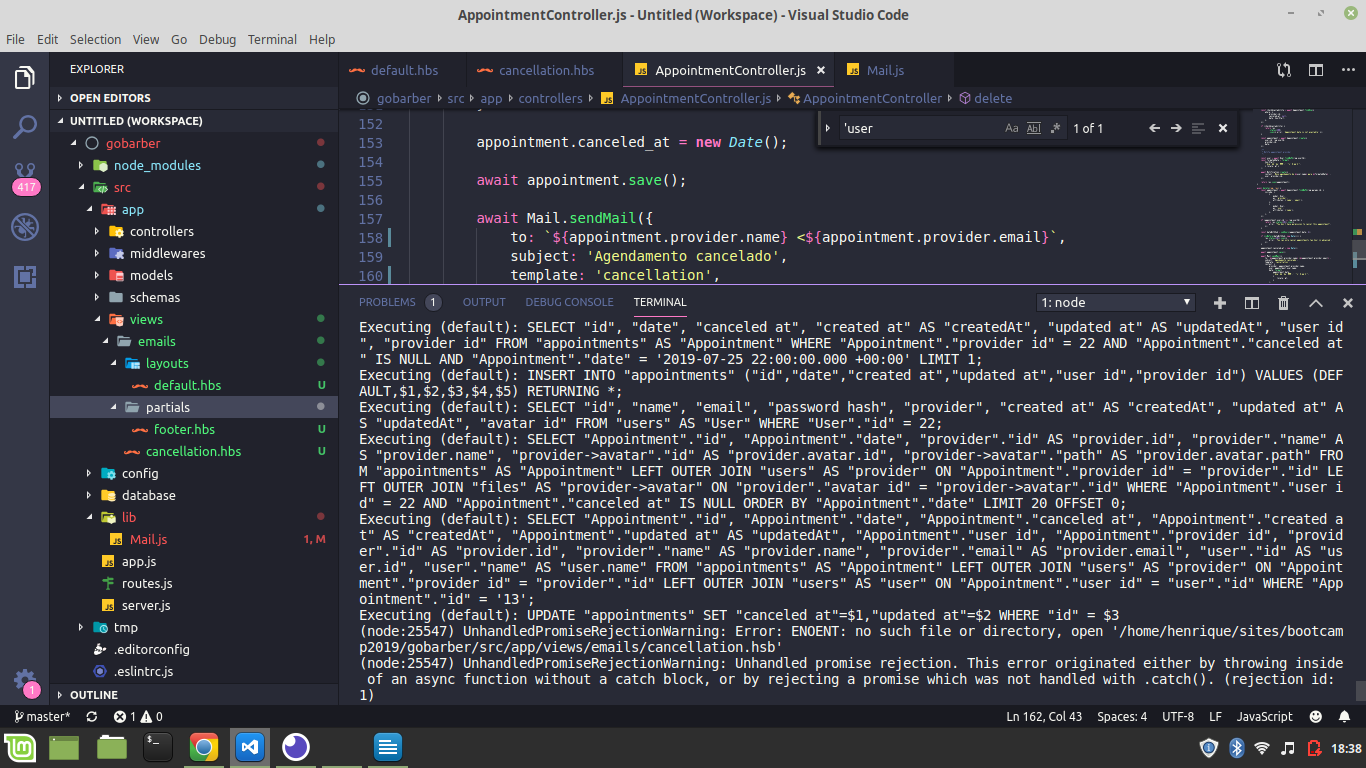 AppointmentController.js - Untitled (Workspace) - Visual Studio Code
File Edit Selection View Go Debug Terminal Help
EXPLORER
OPEN EDITORS
UNTITLED (WORKSPACE)
gobarber
node_modules
src
app
controllers
middlewares
models
schemas
views
emails
layouts
default.hbs U
partials
footer.hbs U
cancellation.hbs U
config
database
lib
Mail.js 1, M
app.js
routes.js
server.js
tmp
.editorconfig
.eslintrc.js
OUTLINE
417
1
default.hbs cancellation.hbs AppointmentController.js Mail.js
gobarber src app controllers AppointmentController.js AppointmentController delete
'user Aa Abl .* 1 of 1
152
153 appointment.canceled_at = new Date();
154
155 await appointment.save();
156
157 await Mail.sendMail({
158 to: `${appointment.provider.name} <${appointment.provider.email}`,
159 subject: 'Agendamento cancelado',
160 template: 'cancellation',
PROBLEMS 1 OUTPUT DEBUG CONSOLE TERMINAL 1: node
Executing (default): SELECT "id", "date", "canceled at", "created at" AS "createdAt", "updated at" AS "updatedAt", "user id
", "provider id" FROM "appointments" AS "Appointment" WHERE "Appointment"."provider id" = 22 AND "Appointment"."canceled at
" IS NULL AND "Appointment"."date" = '2019-07-25 22:00:00.000 +00:00' LIMIT 1;
Executing (default): INSERT INTO "appointments" ("id","date","created at","updated at","user id","provider id") VALUES (DEF
AULT,$1,$2,$3,$4,$5) RETURNING *;
Executing (default): SELECT "id", "name", "email", "password hash", "provider", "created at" AS "createdAt", "updated at" A
S "updatedAt", "avatar id" FROM "users" AS "User" WHERE "User"."id" = 22;
Executing (default): SELECT "Appointment"."id", "Appointment"."date", "provider"."id" AS "provider.id", "provider"."name" A
S "provider.name", "provider->avatar"."id" AS "provider.avatar.id", "provider->avatar"."path" AS "provider.avatar.path" FRO
M "appointments" AS "Appointment" LEFT OUTER JOIN "users" AS "provider" ON "Appointment"."provider id" = "provider"."id" LE
FT OUTER JOIN "files" AS "provider->avatar" ON "provider"."avatar id" = "provider->avatar"."id" WHERE "Appointment"."user i
d" = 22 AND "Appointment"."canceled at" IS NULL ORDER BY "Appointment"."date" LIMIT 20 OFFSET 0;
Executing (default): SELECT "Appointment"."id", "Appointment"."date", "Appointment"."canceled at", "Appointment"."created a
t" AS "createdAt", "Appointment"."updated at" AS "updatedAt", "Appointment"."user id", "Appointment"."provider id", "provid
er"."id" AS "provider.id", "provider"."name" AS "provider.name", "provider"."email" AS "provider.email", "user"."id" AS "us
er.id", "user"."name" AS "user.name" FROM "appointments" AS "Appointment" LEFT OUTER JOIN "users" AS "provider" ON "Appoint
ment"."provider id" = "provider"."id" LEFT OUTER JOIN "users" AS "user" ON "Appointment"."user id" = "user"."id" WHERE "App
ointment"."id" = '13';
Executing (default): UPDATE "appointments" SET "canceled at"=$1,"updated at"=$2 WHERE "id" = $3
(node:25547) UnhandledPromiseRejectionWarning: Error: ENOENT: no such file or directory, open '/home/henrique/sites/bootcam
p2019/gobarber/src/app/views/emails/cancellation.hsb'
(node:25547) UnhandledPromiseRejectionWarning: Unhandled promise rejection. This error originated either by throwing inside
of an async function without a catch block, or by rejecting a promise which was not handled with .catch(). (rejection id:
1)
master* 1 0 Ln 162, Col 43 Spaces: 4 UTF-8 LF JavaScript
18:38